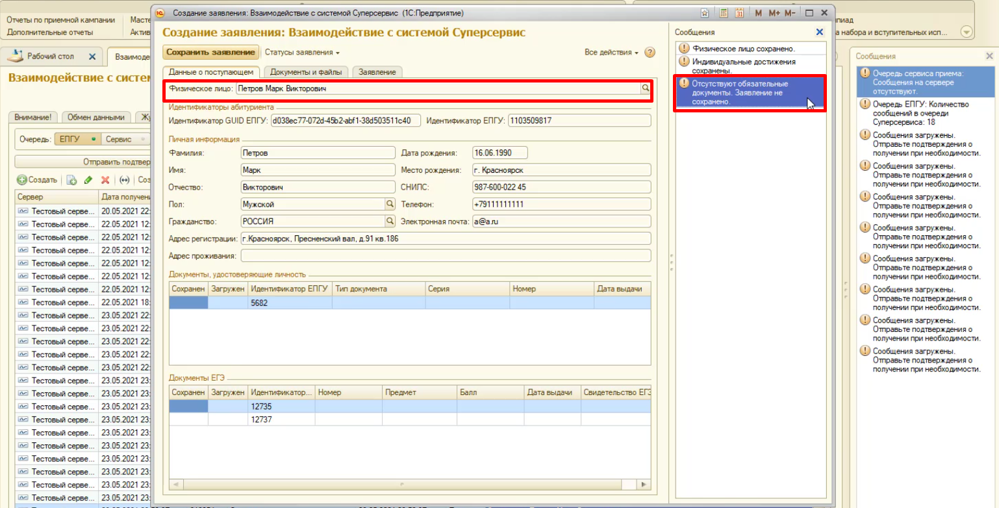 Отчеты по приемной кампании
Дополнительные отчеты
Рабочий стол
Внимание!
Обмен данными
Очередь:
ЕПГУ
Сервис
Создать
Сервер
Тестовый серве... 20.05.2021 22:
Тестовый серве... 22.05.2021 12:
Тестовый серве... 22.05.2021 12:
Тестовый серве... 22.05.2021 12:
Тестовый серве... 22.05.2021 12:
Тестовый серве... 22.05.2021 12:
Тестовый серве... 22.05.2021 12:
Тестовый серве... 22.05.2021 18:
Тестовый серве... 23.05.2021 22:
Тестовый серве... 23.05.2021 22:
Тестовый серве... 23.05.2021 22:
Тестовый серве... 23.05.2021 22:
Тестовый серве... 23.05.2021 22:
Тестовый серве... 23.05.2021 23:
Тестовый серве... 23.05.2021 23:
Тестовый серве... 23.05.2021 23:
Тестовый серве... 23.05.2021 23:
Тестовый серве... 23.05.2021 23:
Тестовый серве... 23.05.2021 23:
Тестовый серве... 23.05.2021 23:
Тестовый серве... 23.05.2021 23:
Тестовый серве... 23.05.2021 23:
Тестовый серве... 23.05.2021 23:
Создание заявления: Взаимодействие с системой Суперсервис (1С:Предприятие)
M M+ M-
Создание заявления: Взаимодействие с системой Суперсервис
Сохранить заявление
Статусы заявления
Все действия
Данные о поступающем
Документы и файлы
Заявление
Физическое лицо: Петров Марк Викторович
Идентификаторы абитуриента
Идентификатор GUID ЕПГУ: d038ec77-072d-45b2-abf1-38d503511c40 Идентификатор ЕПГУ: 1103509817
Личная информация
Фамилия: Петров Дата рождения: 16.06.1990
Имя: Марк Место рождения: г. Красноярск
Отчество: Викторович СНИПС: 987-600-022 45
Пол: Мужской Телефон: +79111111111
Гражданство: РОССИЯ Электронная почта: a@a.ru
Адрес регистрации: г.Красноярск, Пресненский вал, д.91 кв.186
Адрес проживания:
Документы, удостоверяющие личность
Сохранен Загружен Идентификатор ЕПГУ Тип документа Серия Номер Дата выдачи
5682
Документы ЕГЭ
Сохранен Загружен Идентификатор... Номер Предмет Балл Дата выдачи Свидетельство ЕГЭ
12735
12737
Сообщения
Физическое лицо сохранено.
Индивидуальные достижения
сохранены.
Отсутствуют обязательные
документы. Заявление не
сохранено.
а набора и вступительных исп...
Сообщения
Очередь сервиса приема:
Сообщения на сервере
отсутствуют.
Очередь ЕПГУ: Количество
сообщений в очереди
Суперсервиса: 18
Сообщения загружены.
Отправьте подтверждения о
получении при необходимости.
Сообщения загружены.
Отправьте подтверждения о
получении при необходимости.
Сообщения загружены.
Отправьте подтверждения о
получении при необходимости.
Сообщения загружены.
Отправьте подтверждения о
получении при необходимости.
Сообщения загружены.
Отправьте подтверждения о
получении при необходимости.
Сообщения загружены.
Отправьте подтверждения о
получении при необходимости.
Сообщения загружены.
Отправьте подтверждения о
получении при необходимости.
Сообщения загружены.
Отправьте подтверждения о
получении при необходимости.